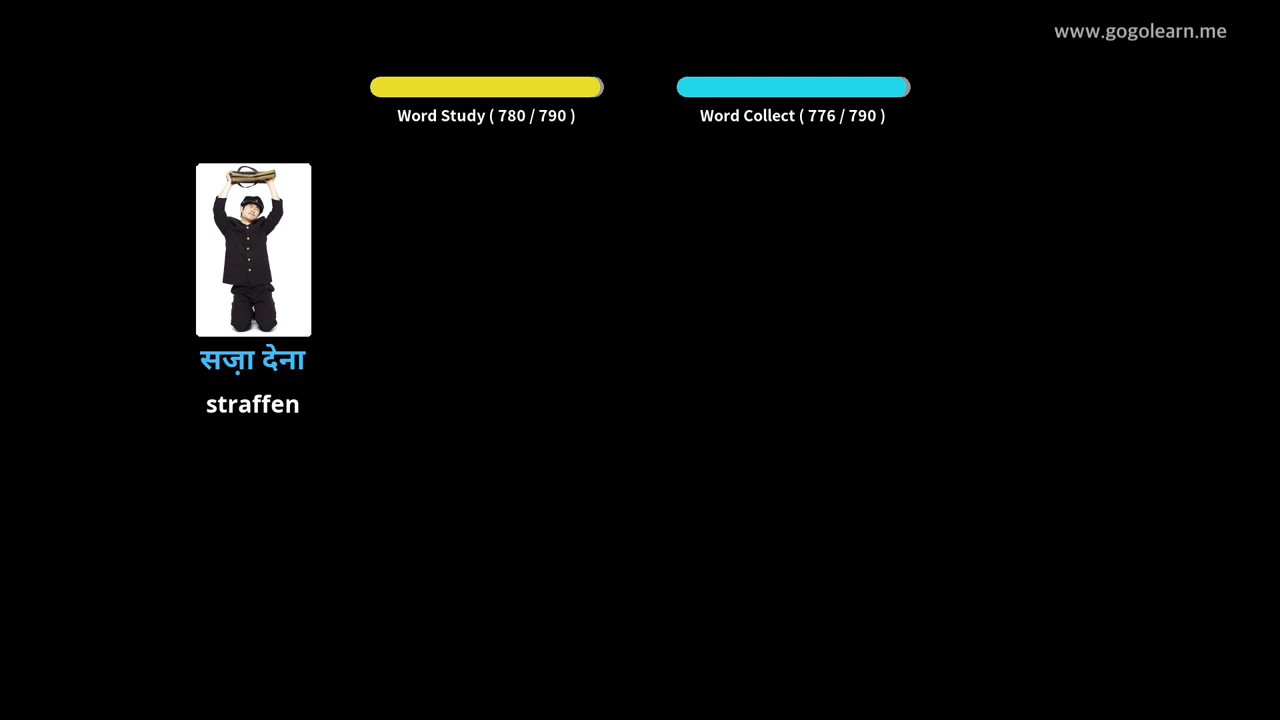 www.gogolearn.me
Word Study ( 780 / 790 )
Word Collect ( 776 / 790 )
सज़ा देना
straffen